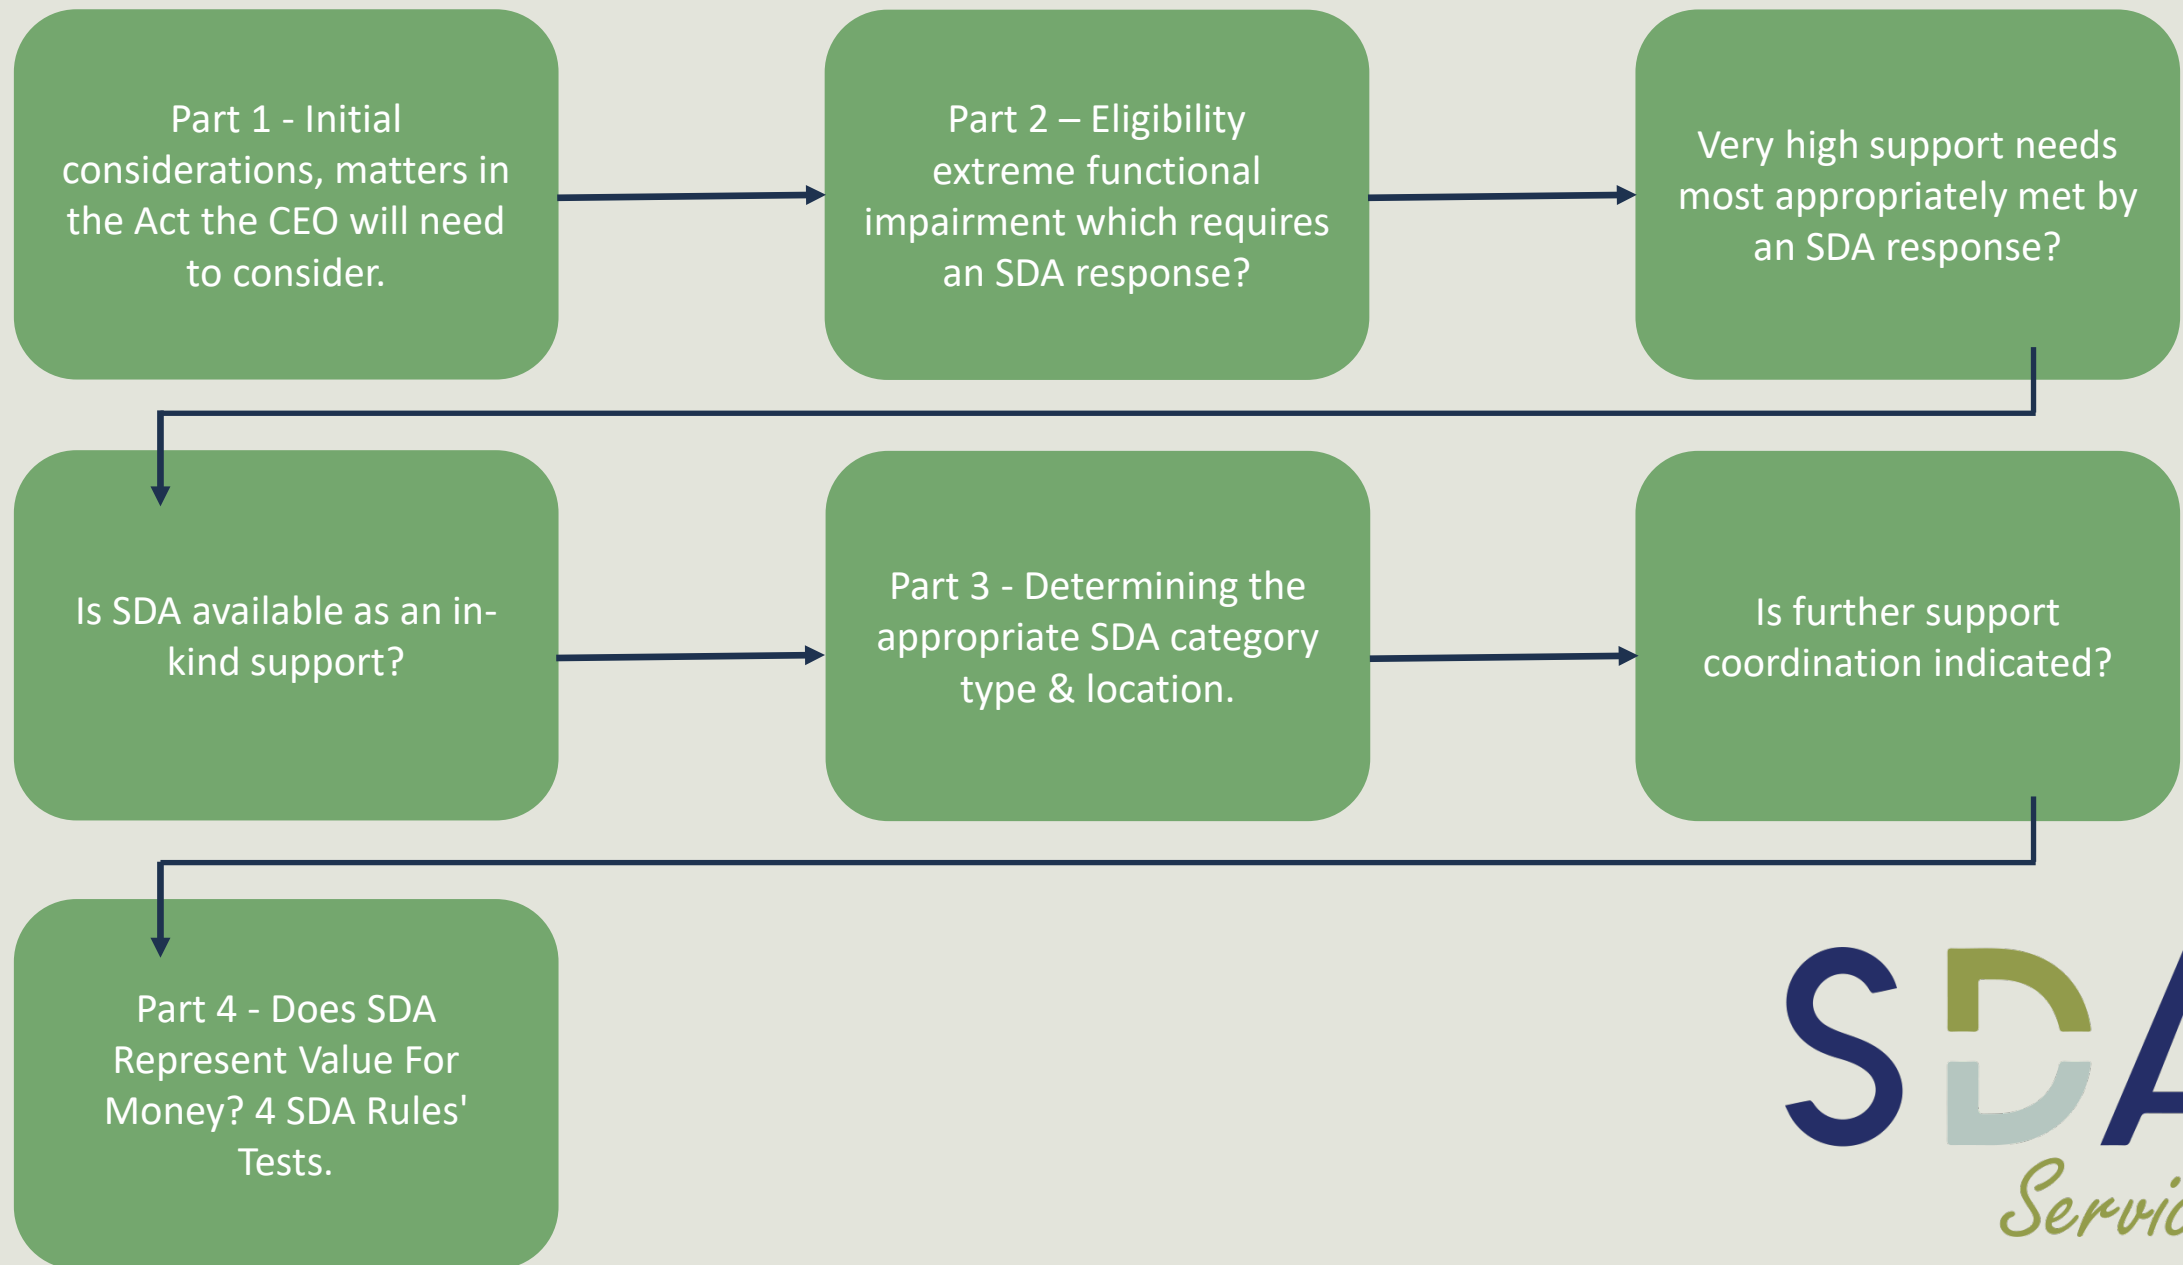 Part 1 - Initial
considerations, matters in
the Act the CEO will need
to consider.
Part 2 – Eligibility
extreme functional
impairment which requires
an SDA response?
Very high support needs
most appropriately met by
an SDA response?
Is SDA available as an in-
kind support?
Part 3 - Determining the
appropriate SDA category
type & location.
Is further support
coordination indicated?
Part 4 - Does SDA
Represent Value For
Money? 4 SDA Rules'
Tests.
SDA